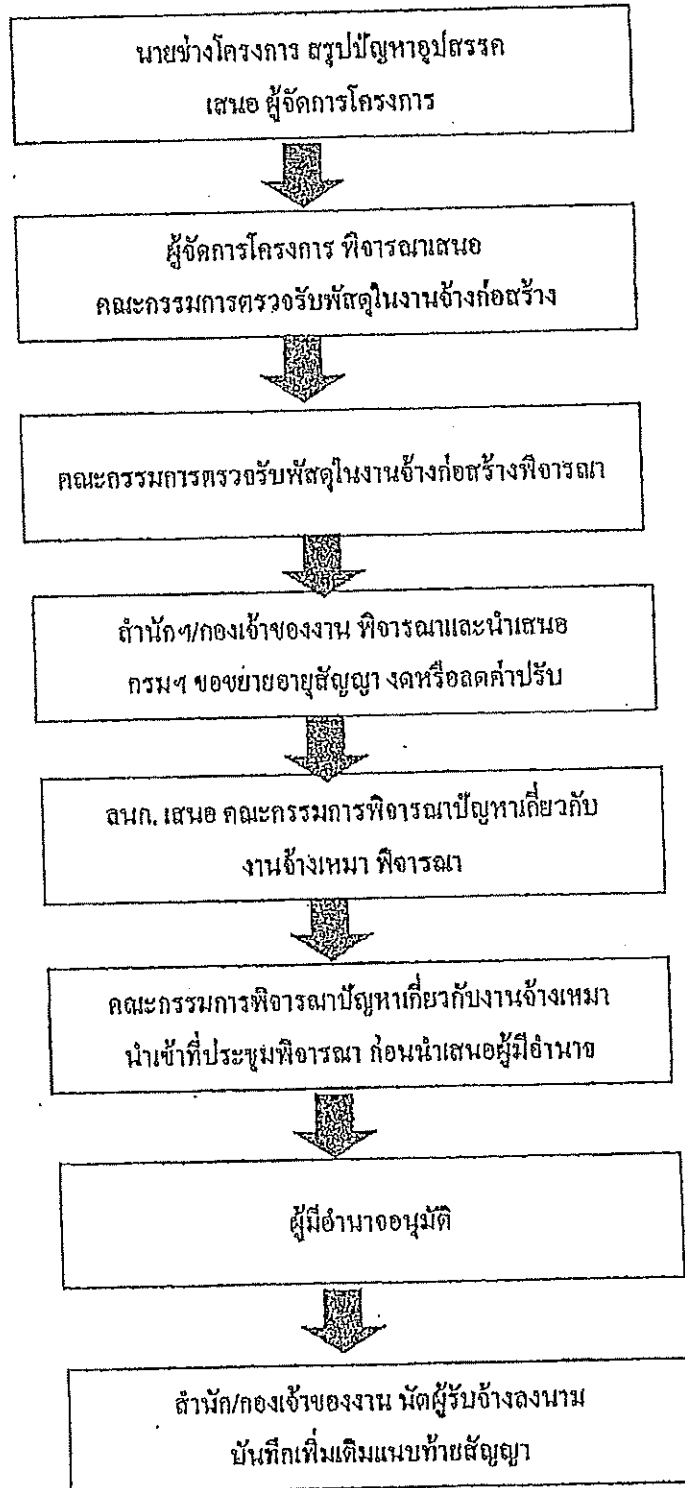 นายช่างโครงการ สรุปปัญหาอุปสรรค
เสนอ ผู้จัดการโครงการ
ผู้จัดการโครงการ พิจารณาเสนอ
คณะกรรมการตรวจรับพัสดุในงานจ้างก่อสร้าง
คณะกรรมการตรวจรับพัสดุในงานจ้างก่อสร้างพิจารณา
สำนักฯ/กองเจ้าของงาน พิจารณาและนำเสนอ
กรมฯ ขอขยายอายุสัญญา งดหรือลดค่าปรับ
ลนก. เสนอ คณะกรรมการพิจารณาปัญหาเกี่ยวกับ
งานจ้างเหมา พิจารณา
คณะกรรมการพิจารณาปัญหาเกี่ยวกับงานจ้างเหมา
นำเข้าที่ประชุมพิจารณา ก่อนนำเสนอผู้มีอำนาจ
ผู้มีอำนาจอนุมัติ
สำนัก/กองเจ้าของงาน นัดผู้รับจ้างลงนาม
บันทึกเพิ่มเติมแนบท้ายสัญญา